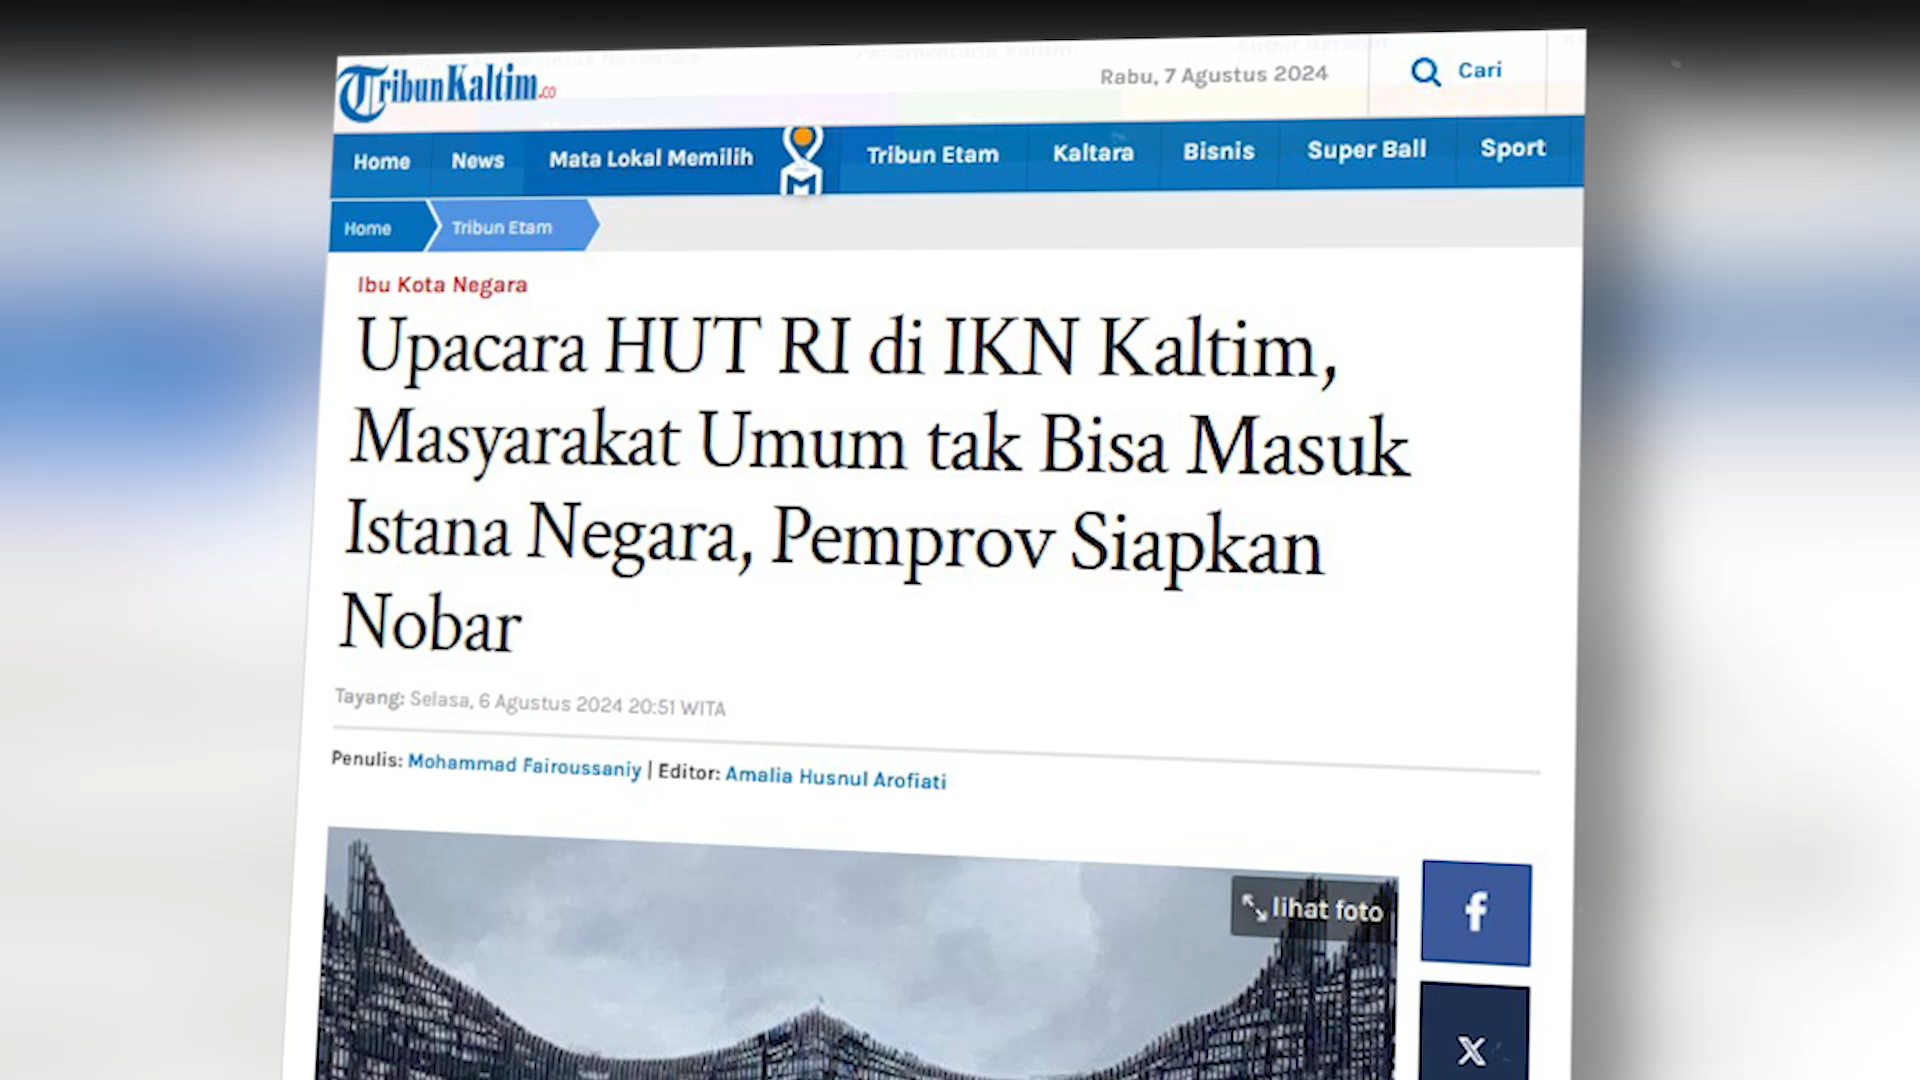 TribunKaltim.co
Rabu, 7 Agustus 2024
Cari
Home
News
Mata Lokal Memilih
Tribun Etam
Kaltara
Bisnis
Super Ball
Sport
Home
Tribun Etam
Ibu Kota Negara
Upacara HUT RI di IKN Kaltim,
Masyarakat Umum tak Bisa Masuk
Istana Negara, Pemprov Siapkan
Nobar
Tayang: Selasa, 6 Agustus 2024 20:51 WITA
Penulis: Mohammad Fairoussaniy | Editor: Amalia Husnul Arofiati
lihat foto